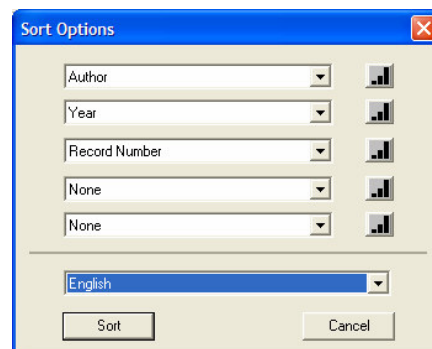 Sort Options
Author
Year
Record Number
None
None
English
Sort Cancel